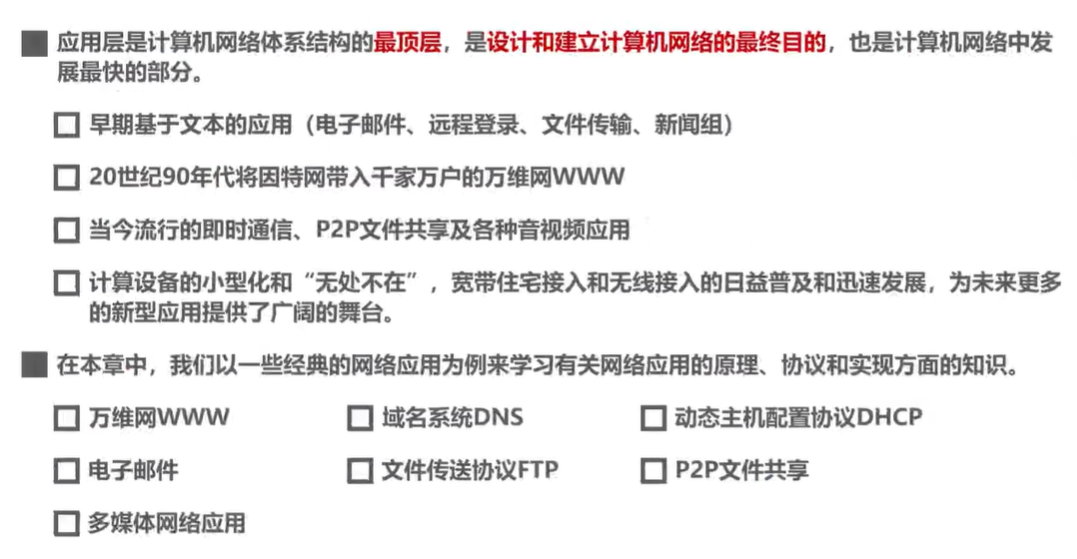 应用层是计算机网络体系结构的最顶层，是设计和建立计算机网络的最终目的，也是计算机网络中发
展最快的部分。
早期基于文本的应用（电子邮件、远程登录、文件传输、新闻组）
20世纪90年代将因特网带入千家万户的万维网WWW
当今流行的即时通信、P2P文件共享及各种音视频应用
计算设备的小型化和“无处不在”，宽带住宅接入和无线接入的日益普及和迅速发展，为未来更多
的新型应用提供了广阔的舞台。
在本章中，我们以一些经典的网络应用为例来学习有关网络应用的原理、协议和实现方面的知识。
万维网WWW 域名系统DNS 动态主机配置协议DHCP
电子邮件 文件传送协议FTP P2P文件共享
多媒体网络应用